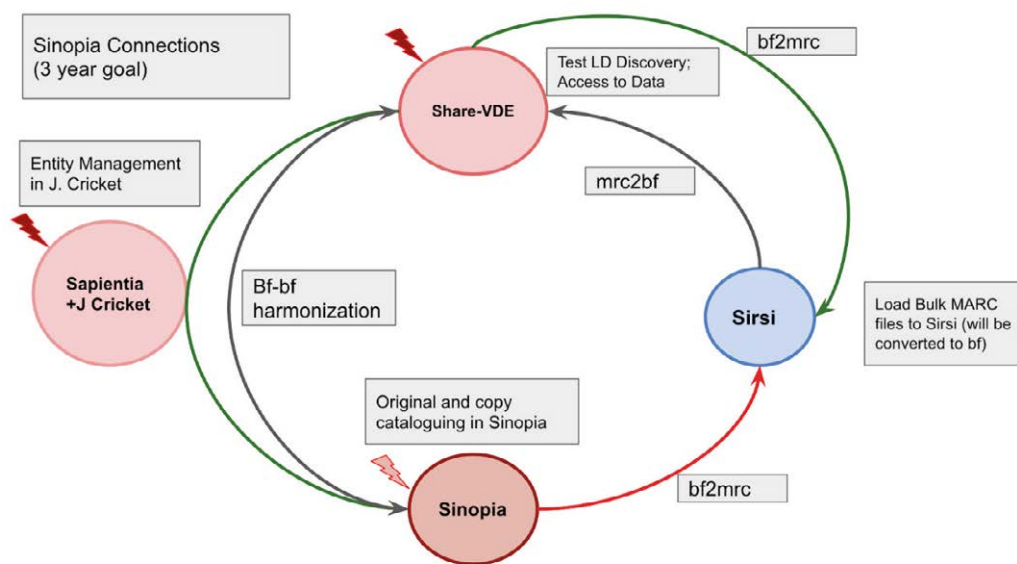 Sinopia Connections
(3 year goal)
bf2mrc
Test LD Discovery;
Access to Data
Share-VDE
Entity Management
in J. Cricket
mrc2bf
Sapientia
+J Cricket
Bf-bf
harmonization
Sirsi
Load Bulk MARC
files to Sirsi (will be
converted to bf)
Original and copy
cataloguing in Sinopia
bf2mrc
Sinopia